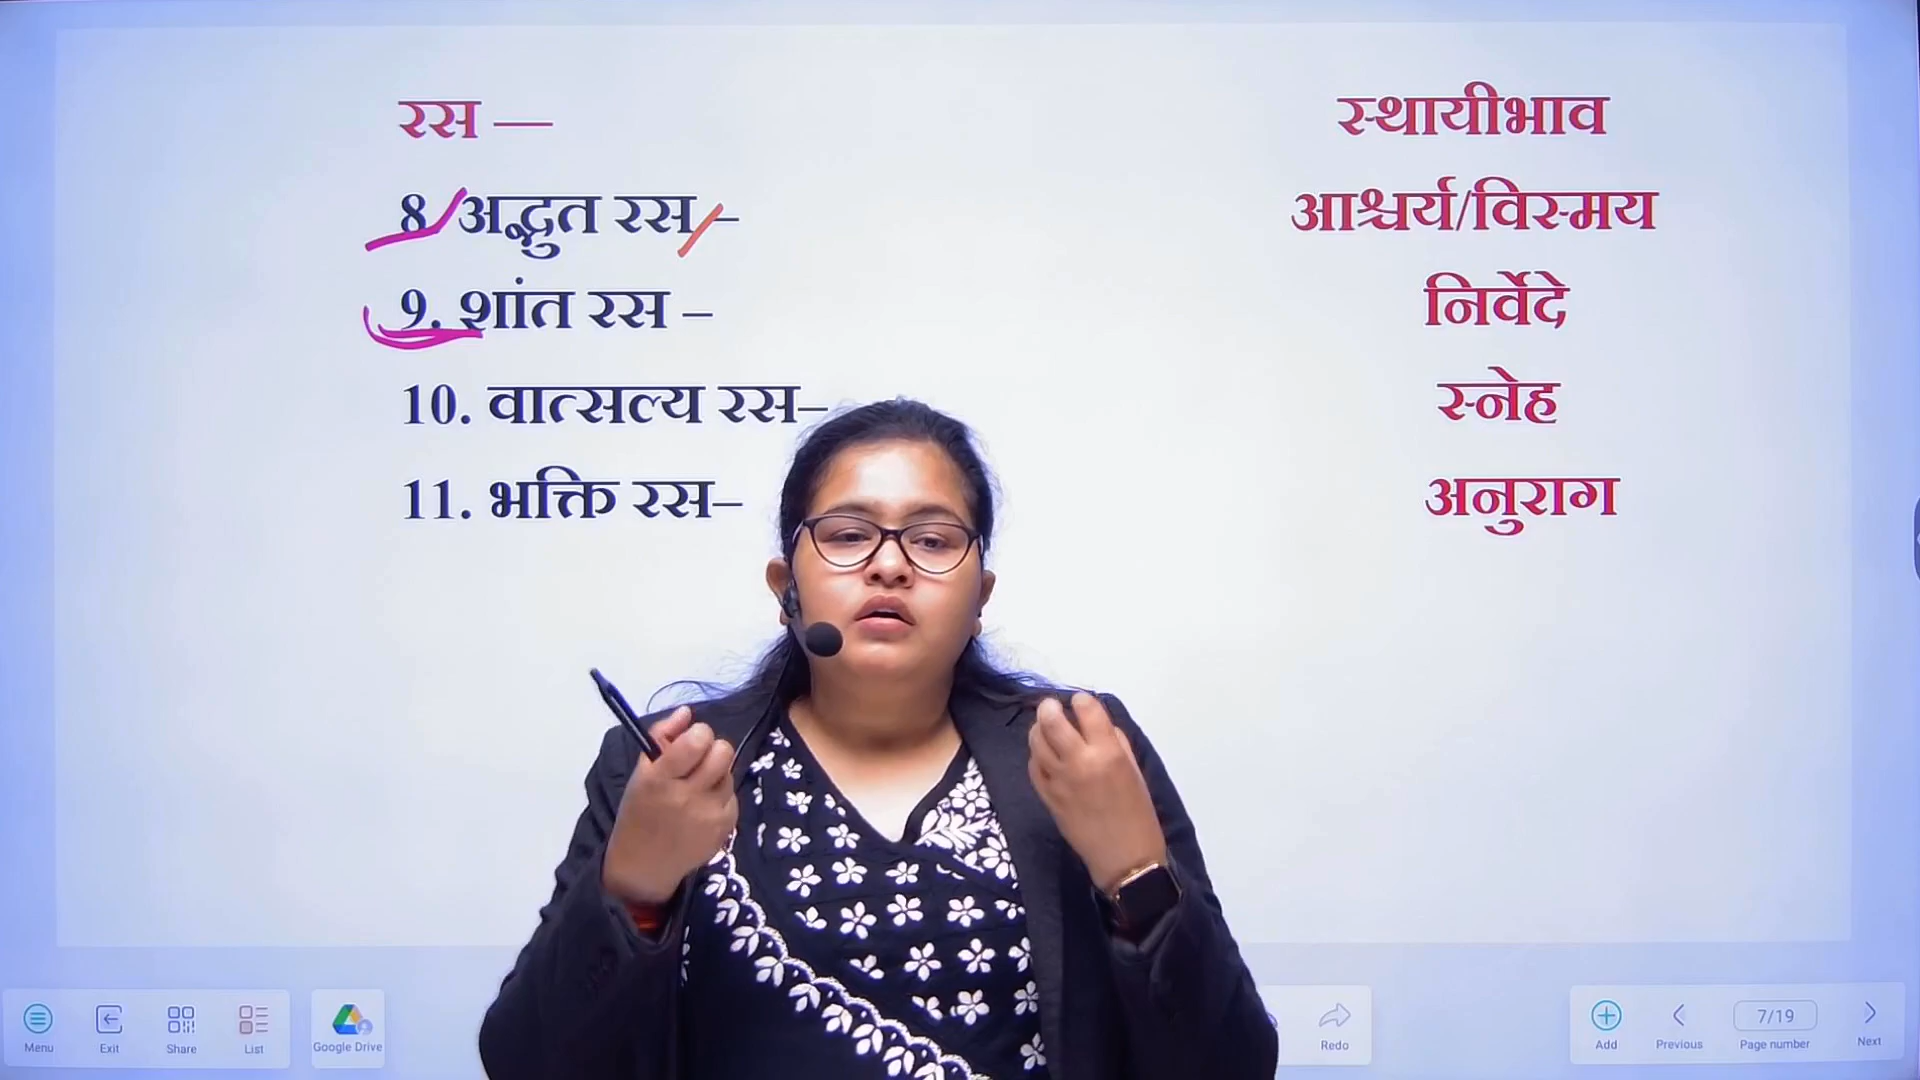 रस — स्थायीभाव
8 अद्भुत रस – आश्चर्य/विस्मय
9. शांत रस – निर्वेदे
10. वात्सल्य रस– स्नेह
11. भक्ति रस– अनुराग
Menu Exit Share List Google Drive Redo Add Previous 7/19 Page number Next